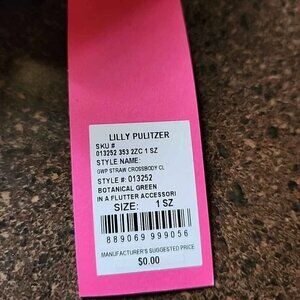 LILLY PULITZER
SKU #
013252 353 2ZC 1 SZ
STYLE NAME:
GWP STRAW CROSSBODY CL
STYLE #: 013252
BOTANICAL GREEN
IN A FLUTTER ACCESSORI
SIZE: 1 SZ
889069 999056
MANUFACTURER'S SUGGESTED PRICE
$0.00